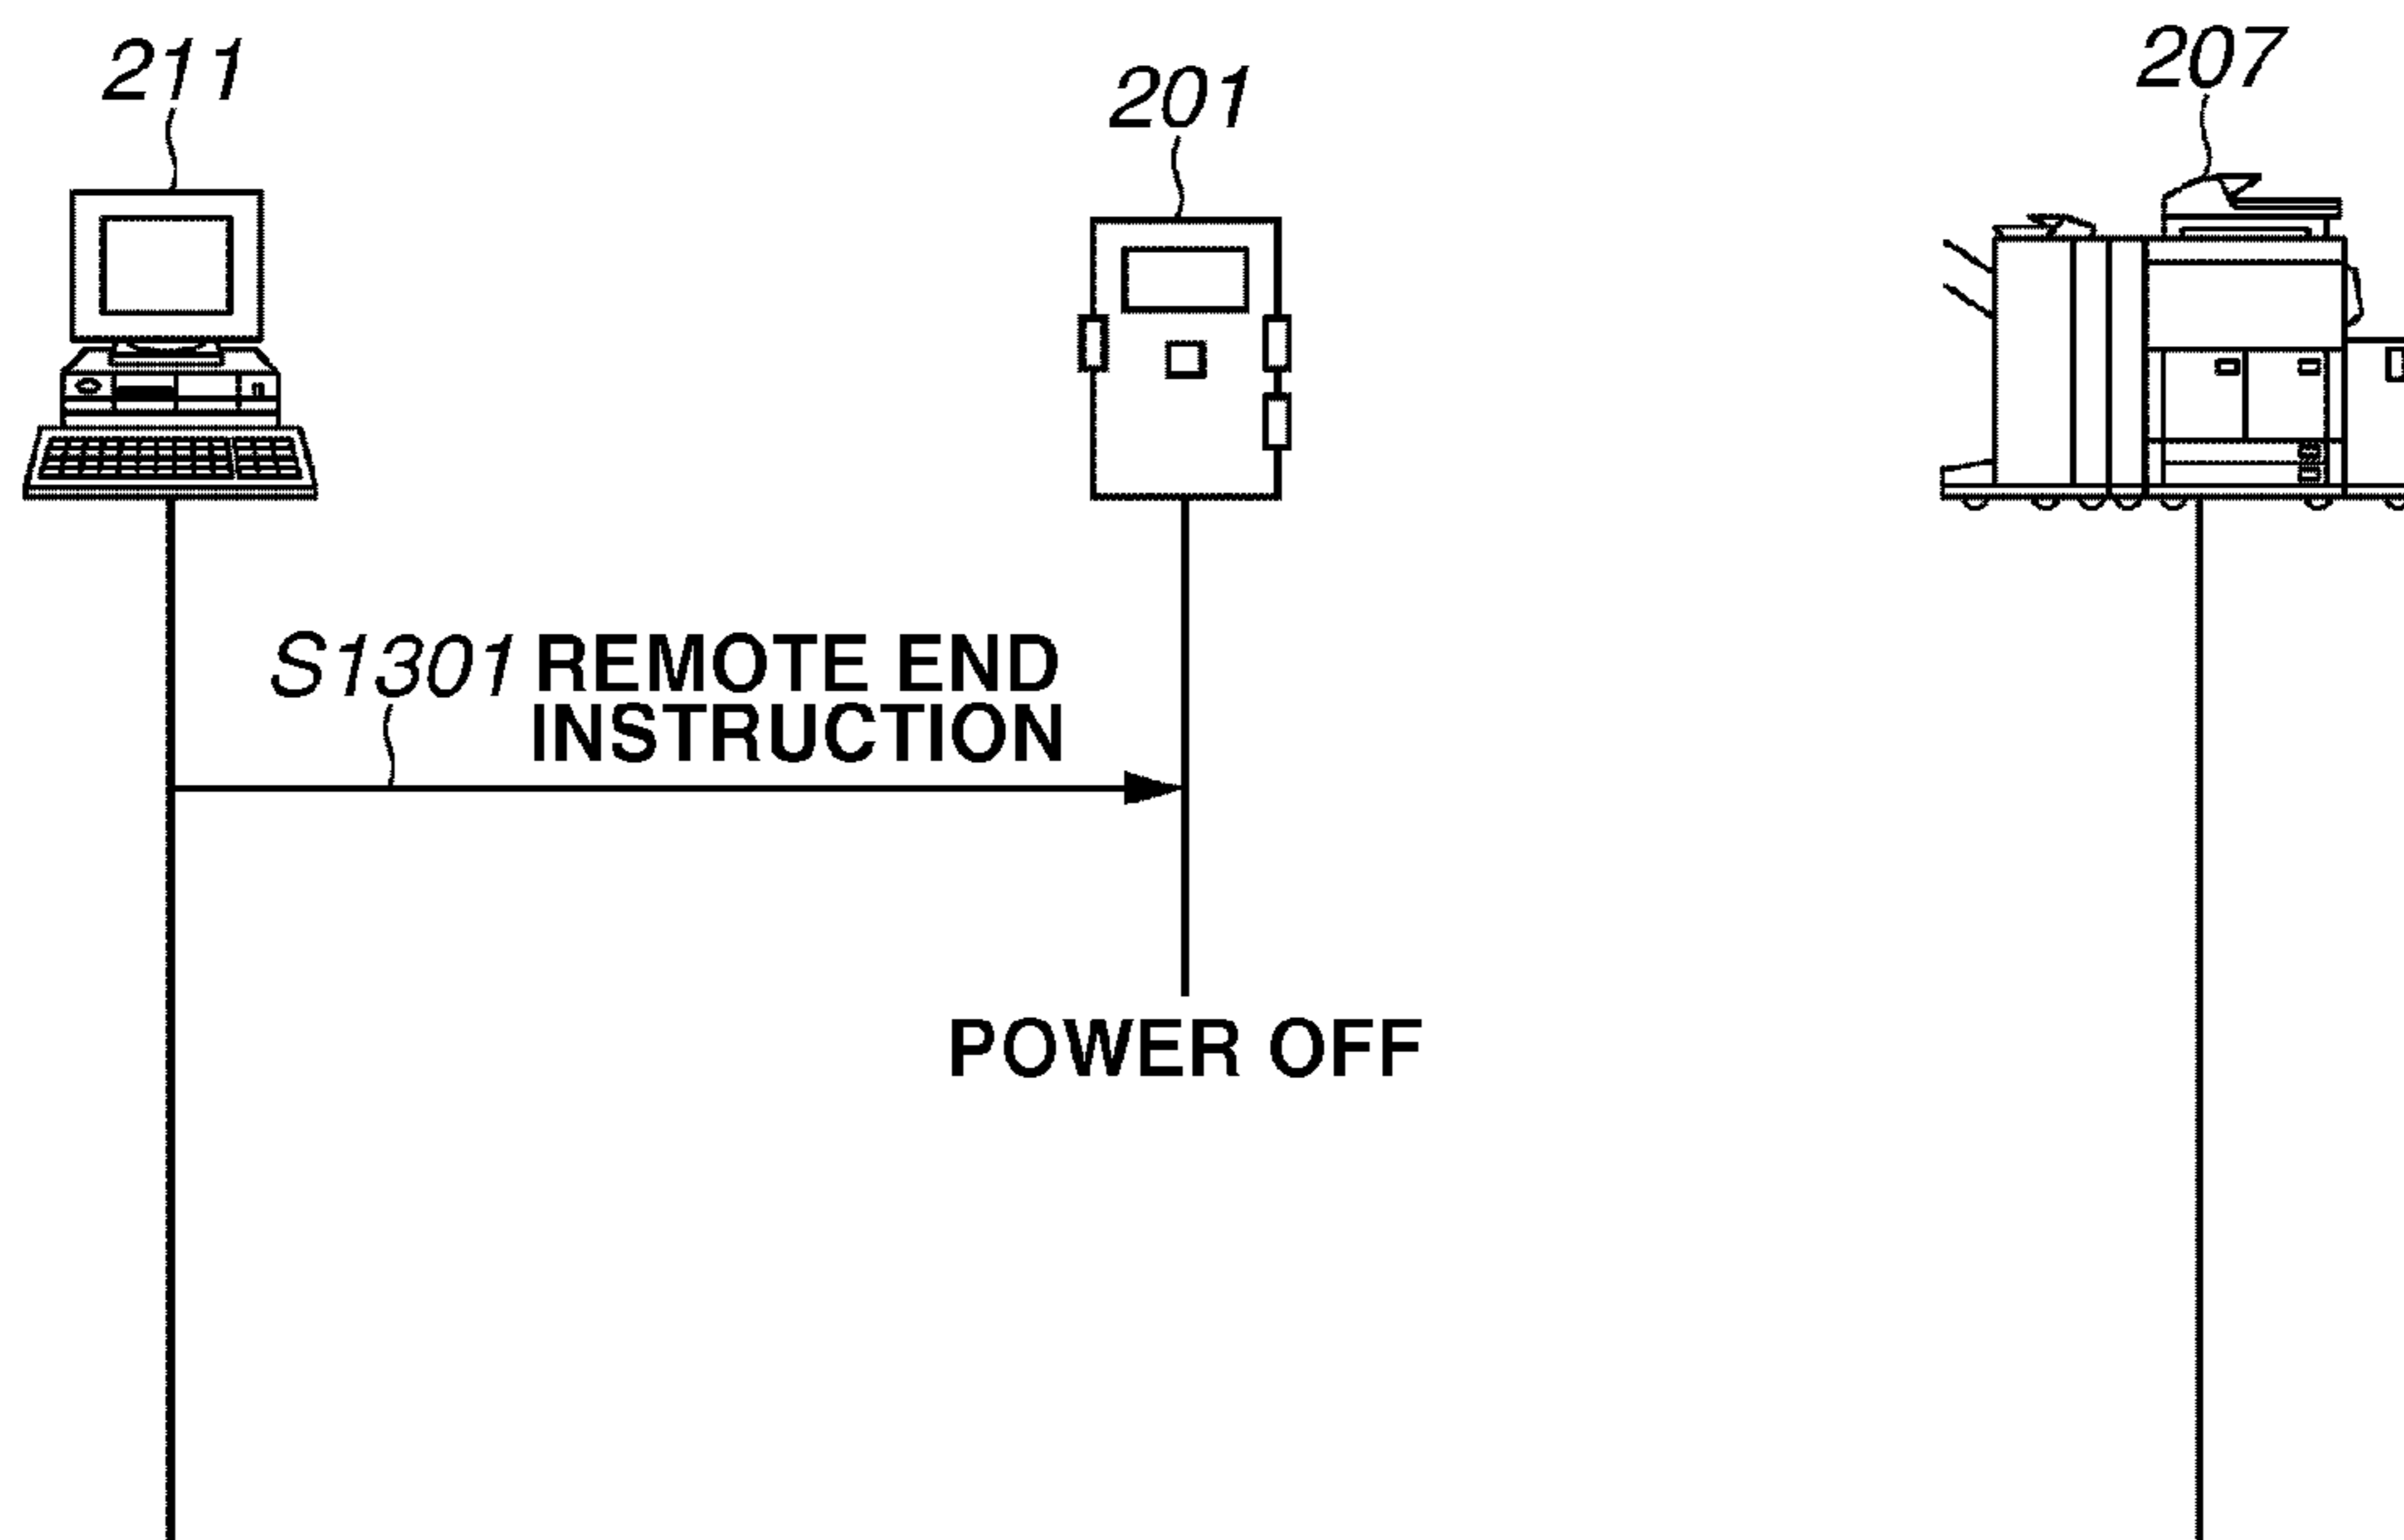 211
201
207
S1301 REMOTE END
INSTRUCTION
POWER OFF